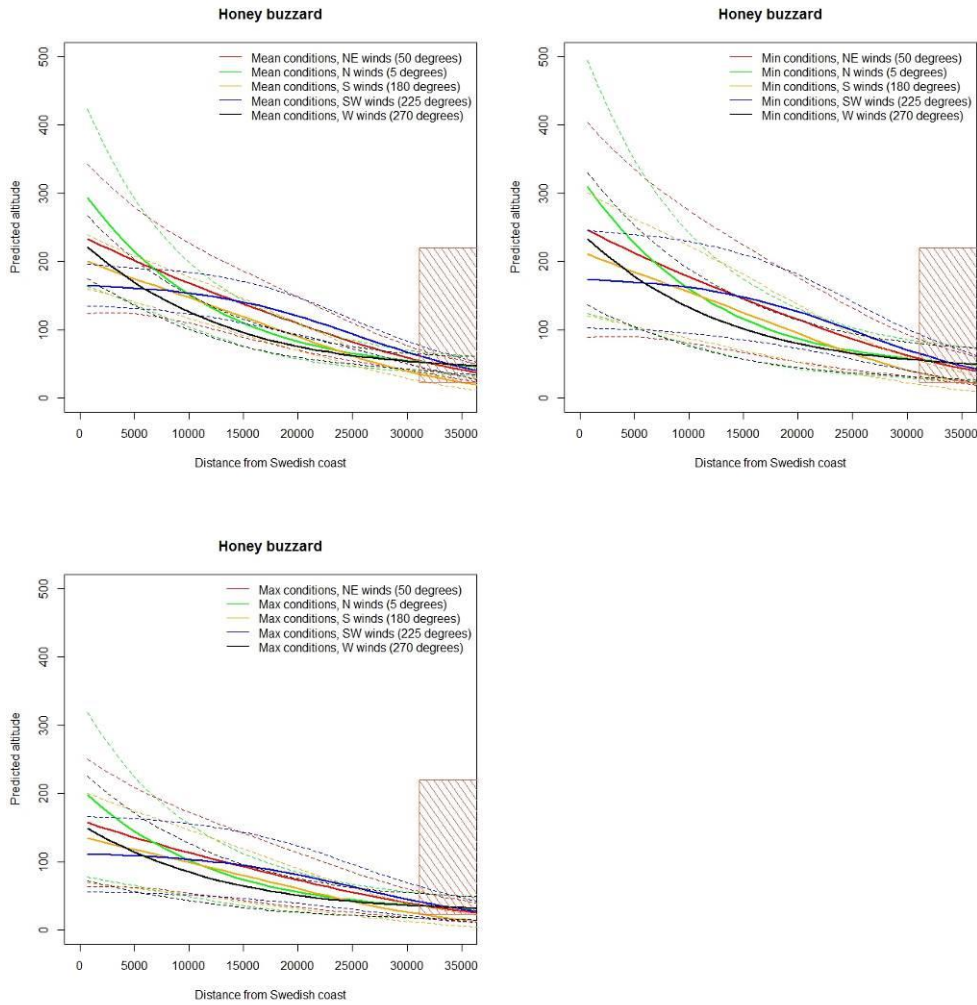 Honey buzzard
500
400
300
200
100
0
Predicted altitude
Mean conditions, NE winds (50 degrees)
Mean conditions, N winds (5 degrees)
Mean conditions, S winds (180 degrees)
Mean conditions, SW winds (225 degrees)
Mean conditions, W winds (270 degrees)
0 5000 10000 15000 20000 25000 30000 35000
Distance from Swedish coast
Honey buzzard
500
400
300
200
100
0
Predicted altitude
Min conditions, NE winds (50 degrees)
Min conditions, N winds (5 degrees)
Min conditions, S winds (180 degrees)
Min conditions, SW winds (225 degrees)
Min conditions, W winds (270 degrees)
0 5000 10000 15000 20000 25000 30000 35000
Distance from Swedish coast
Honey buzzard
500
400
300
200
100
0
Predicted altitude
Max conditions, NE winds (50 degrees)
Max conditions, N winds (5 degrees)
Max conditions, S winds (180 degrees)
Max conditions, SW winds (225 degrees)
Max conditions, W winds (270 degrees)
0 5000 10000 15000 20000 25000 30000 35000
Distance from Swedish coast